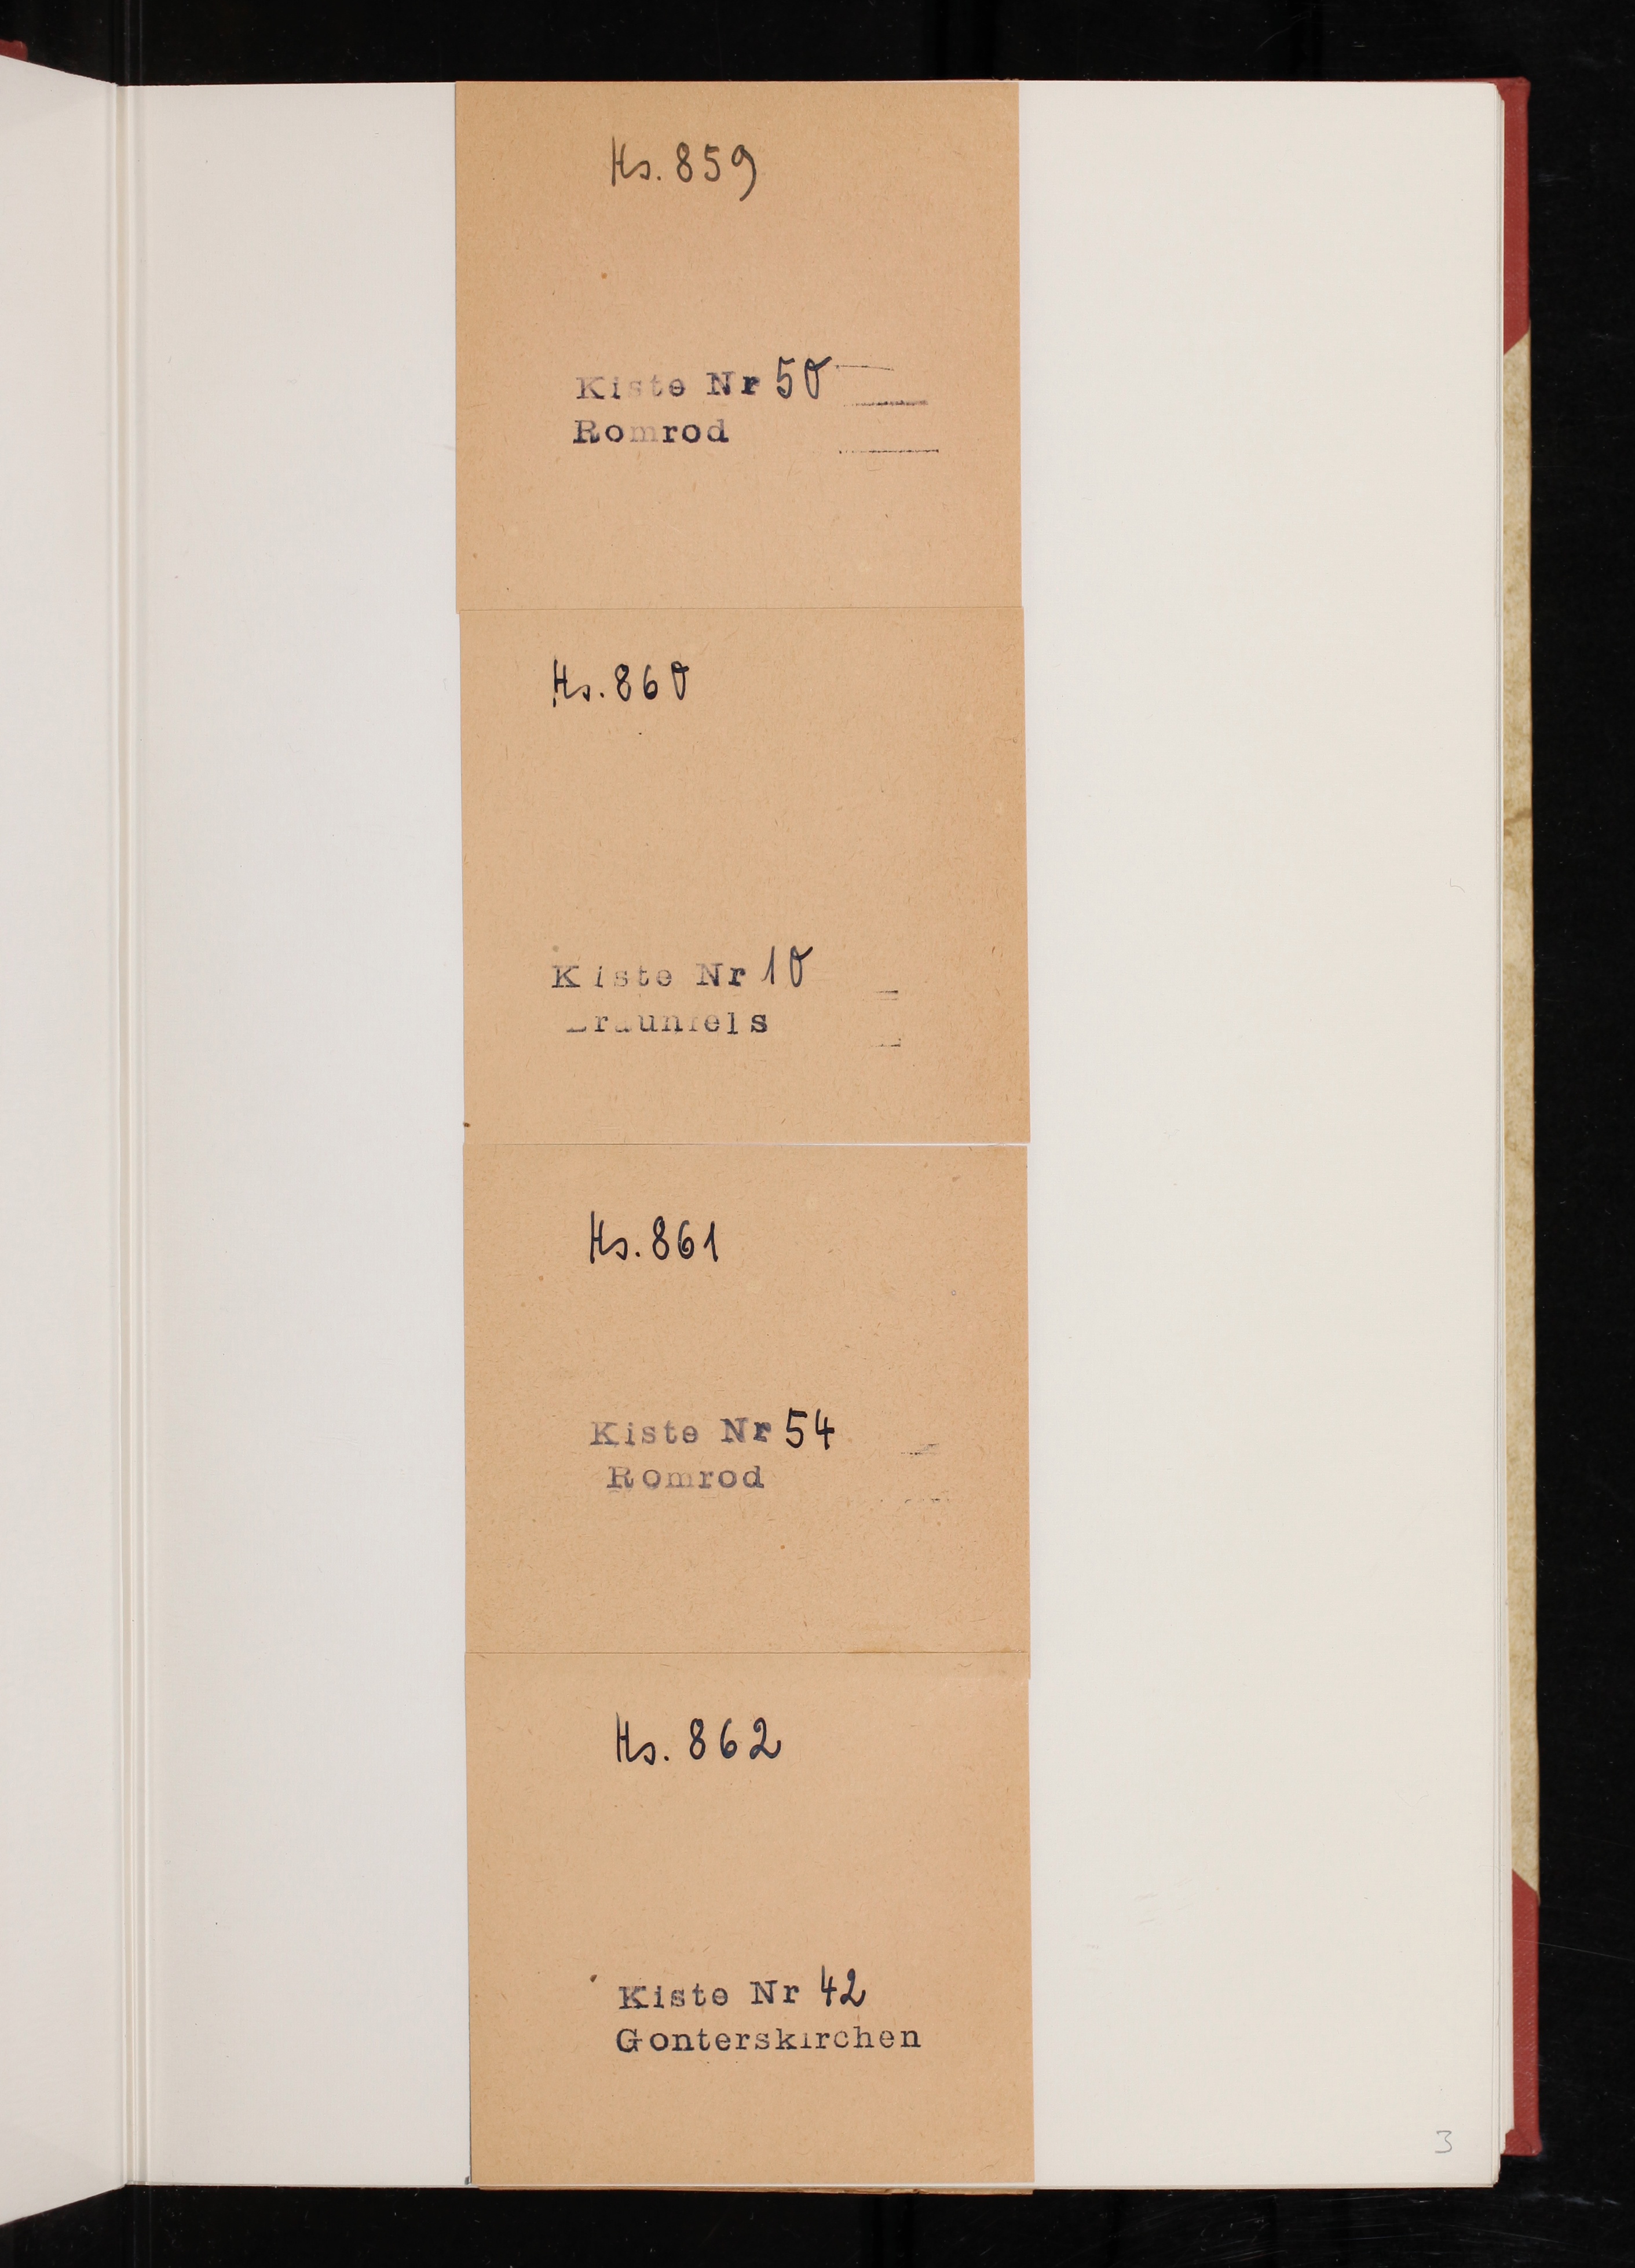 Hs. 859
Kiste Nr 50
Romrod
Hs. 860
Kiste Nr 10
Braunfels
Hs. 861
Kiste Nr 54
Romrod
Hs. 862
Kiste Nr 42
Gonterskirchen
3